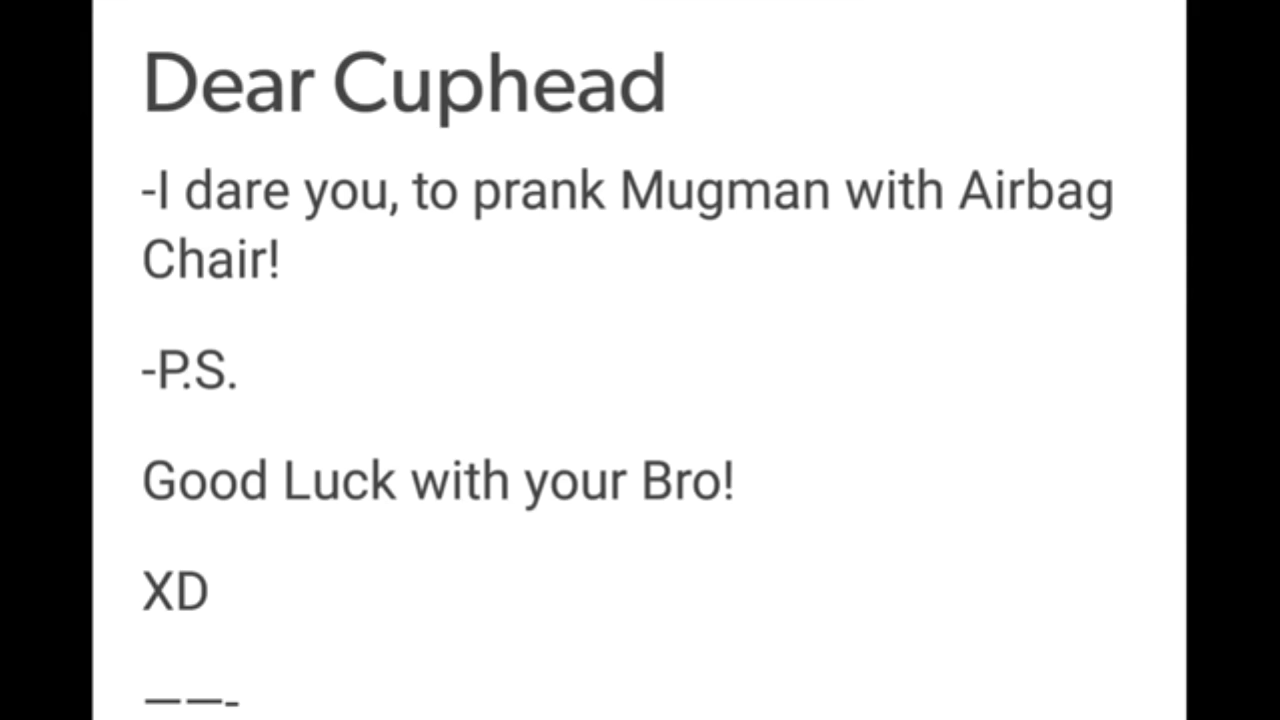 Dear Cuphead
-I dare you, to prank Mugman with Airbag
Chair!
-P.S.
Good Luck with your Bro!
XD
——-